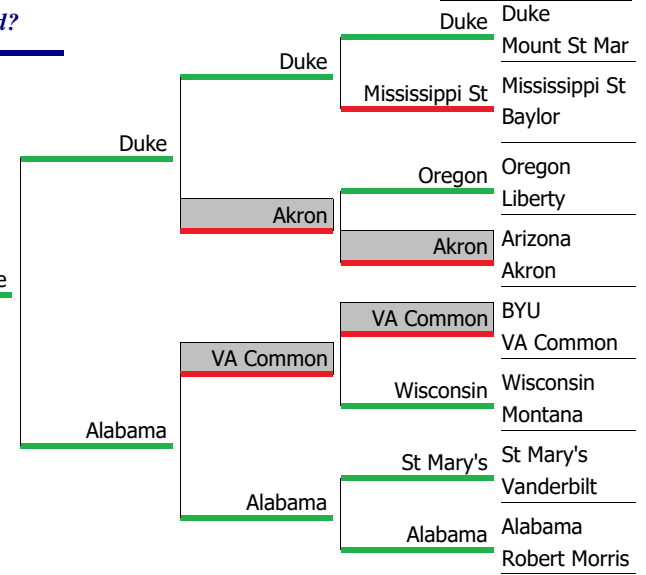 d?
Duke
Duke
Mount St Mar
Duke
Mississippi St
Mississippi St
Baylor
Duke
Oregon
Oregon
Liberty
Akron
Akron
Arizona
Akron
e
VA Common
BYU
VA Common
VA Common
Wisconsin
Wisconsin
Montana
Alabama
St Mary's
St Mary's
Vanderbilt
Alabama
Alabama
Alabama
Robert Morris